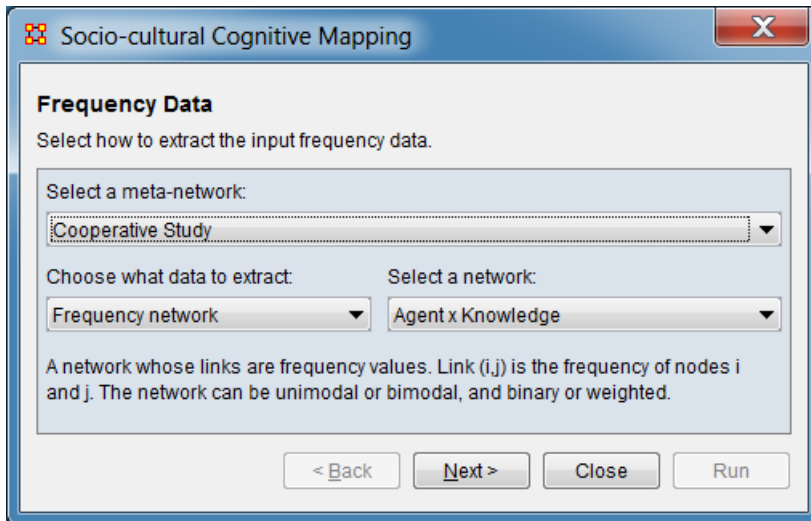 Socio-cultural Cognitive Mapping
X
Frequency Data
Select how to extract the input frequency data.
Select a meta-network:
Cooperative Study
Choose what data to extract: Select a network:
Frequency network Agent x Knowledge
A network whose links are frequency values. Link (i,j) is the frequency of nodes i
and j. The network can be unimodal or bimodal, and binary or weighted.
< Back Next > Close Run